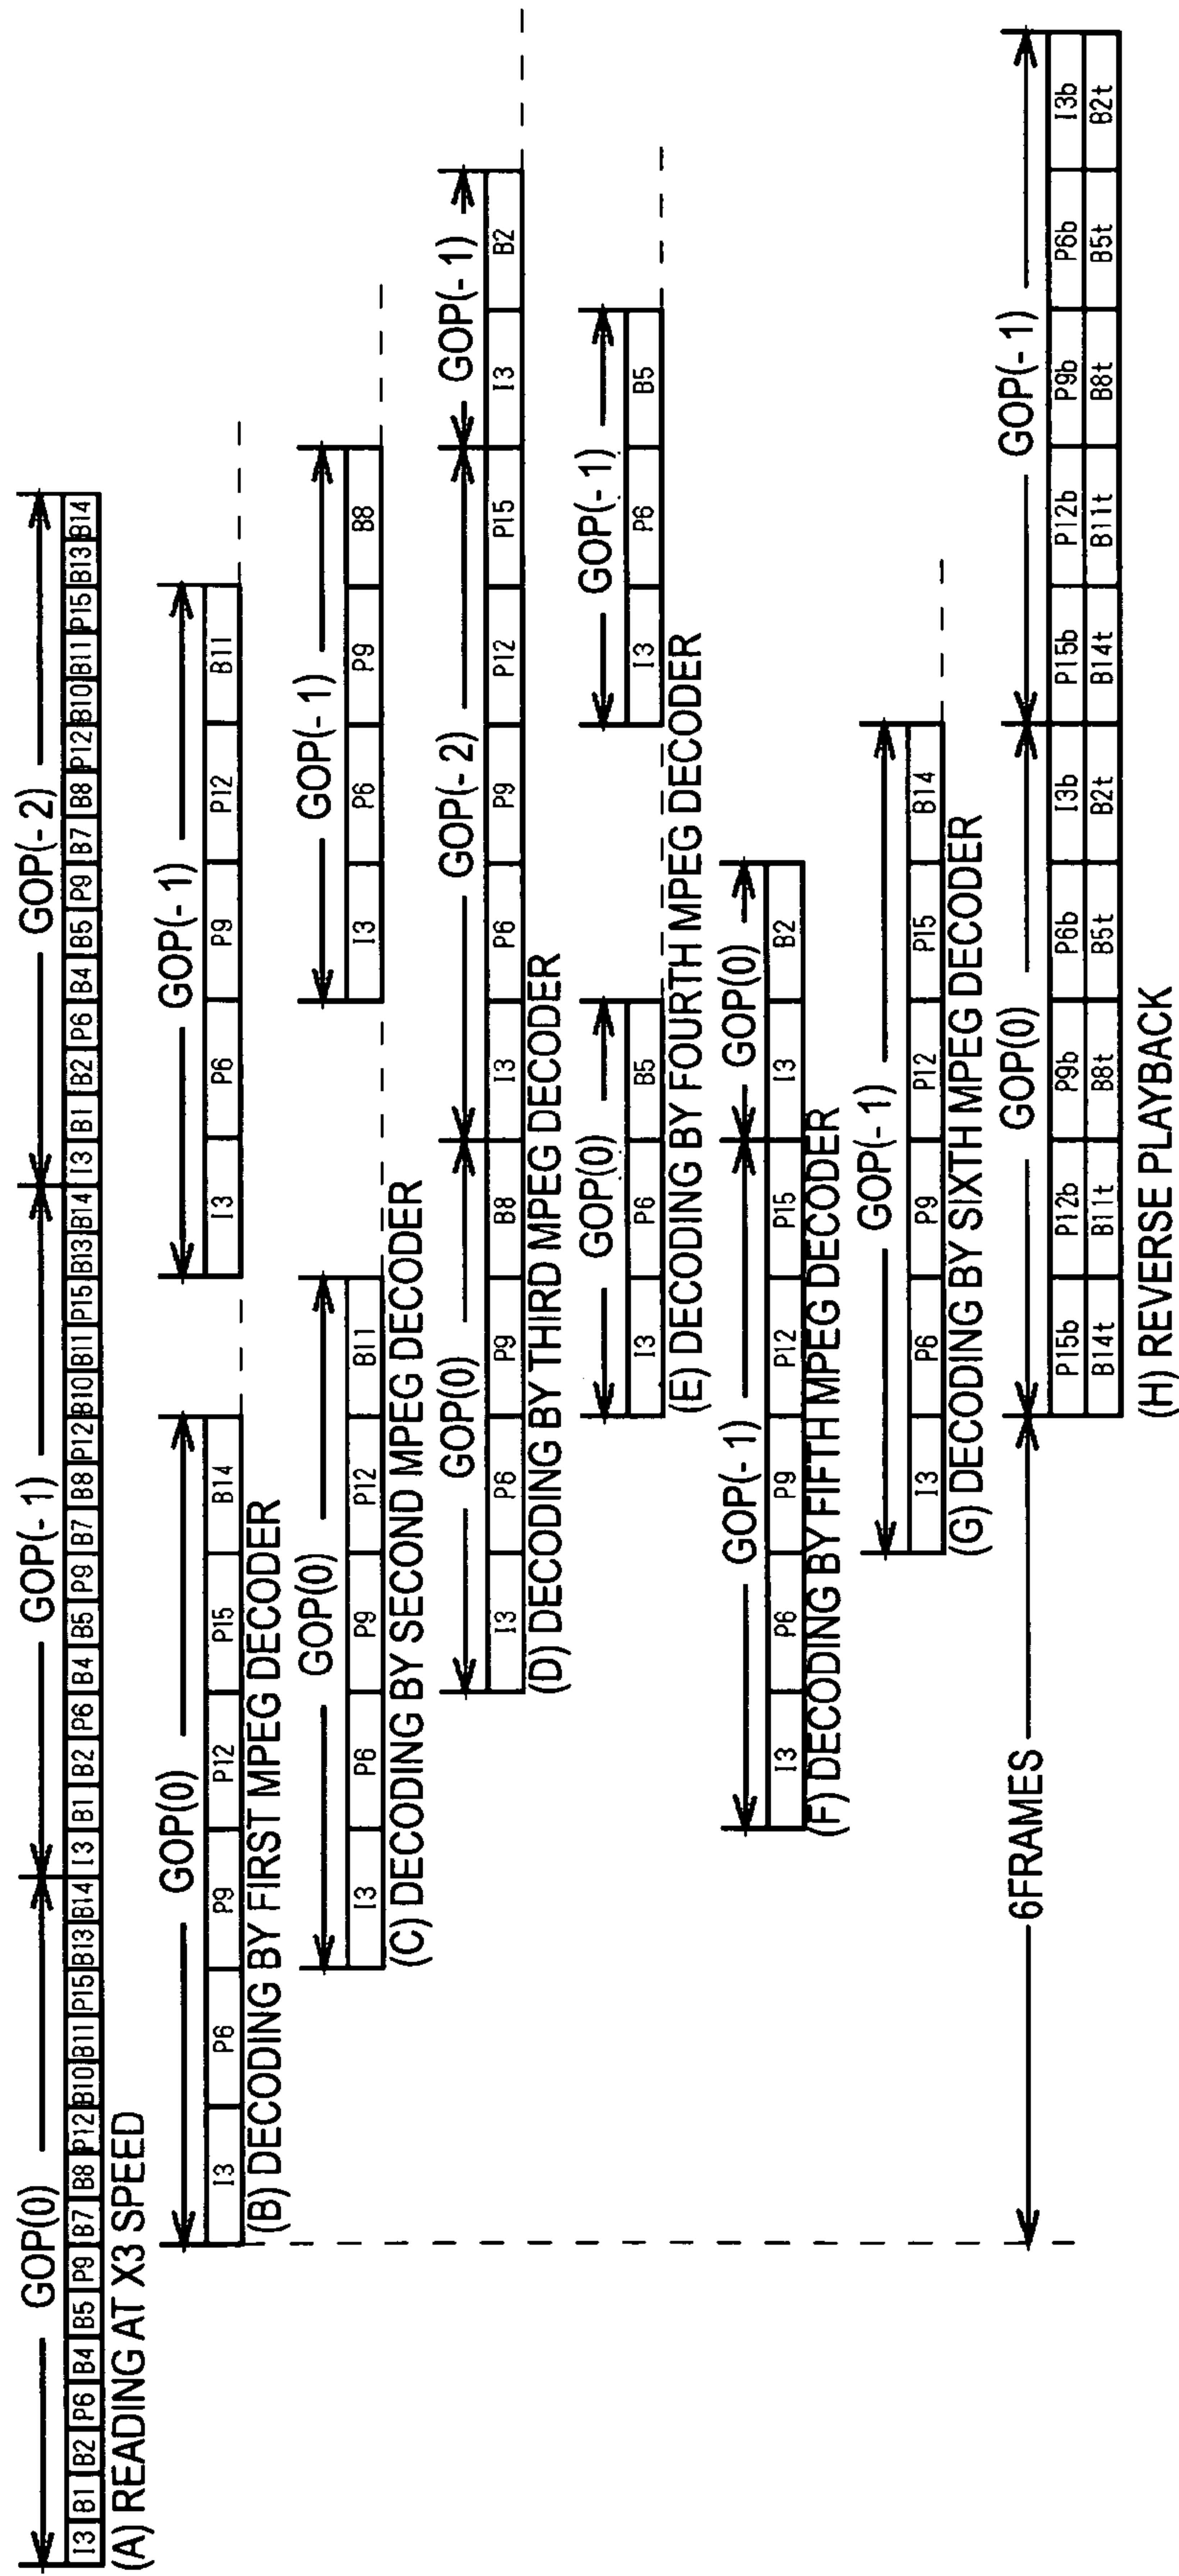 GOP(0) GOP(-1) GOP(-2)
I3 B1 B2 P6 B4 B5 P9 B7 B8 P12 B10 B11 P15 B13 B14 I3 B1 B2 P6 B4 B5 P9 B7 B8 P12 B10 B11 P15 B13 B14 I3 B1 B2 P6 B4 B5 P9 B7 B8 P12 B10 B11 P15 B13 B14
(A) READING AT X3 SPEED
GOP(0) GOP(-1)
I3 P6 P9 P12 P15 B14 I3 P6 P9 P12 B11
(B) DECODING BY FIRST MPEG DECODER
GOP(0) GOP(-1)
I3 P6 P9 P12 B11 I3 P6 P9 B8
(C) DECODING BY SECOND MPEG DECODER
GOP(0) GOP(-2) GOP(-1)
I3 P6 P9 B8 I3 P6 P9 P12 P15 I3 B2
(D) DECODING BY THIRD MPEG DECODER
GOP(0) GOP(-1)
I3 P6 B5 I3 P6 B5
(E) DECODING BY FOURTH MPEG DECODER
GOP(-1) GOP(0)
I3 P6 P9 P12 P15 I3 B2
(F) DECODING BY FIFTH MPEG DECODER
GOP(-1)
I3 P6 P9 P12 P15 B14
(G) DECODING BY SIXTH MPEG DECODER
6FRAMES GOP(0) GOP(-1)
P15b P12b P9b P6b I3b P15b P12b P9b P6b I3b
B14t B11t B8t B5t B2t B14t B11t B8t B5t B2t
(H) REVERSE PLAYBACK